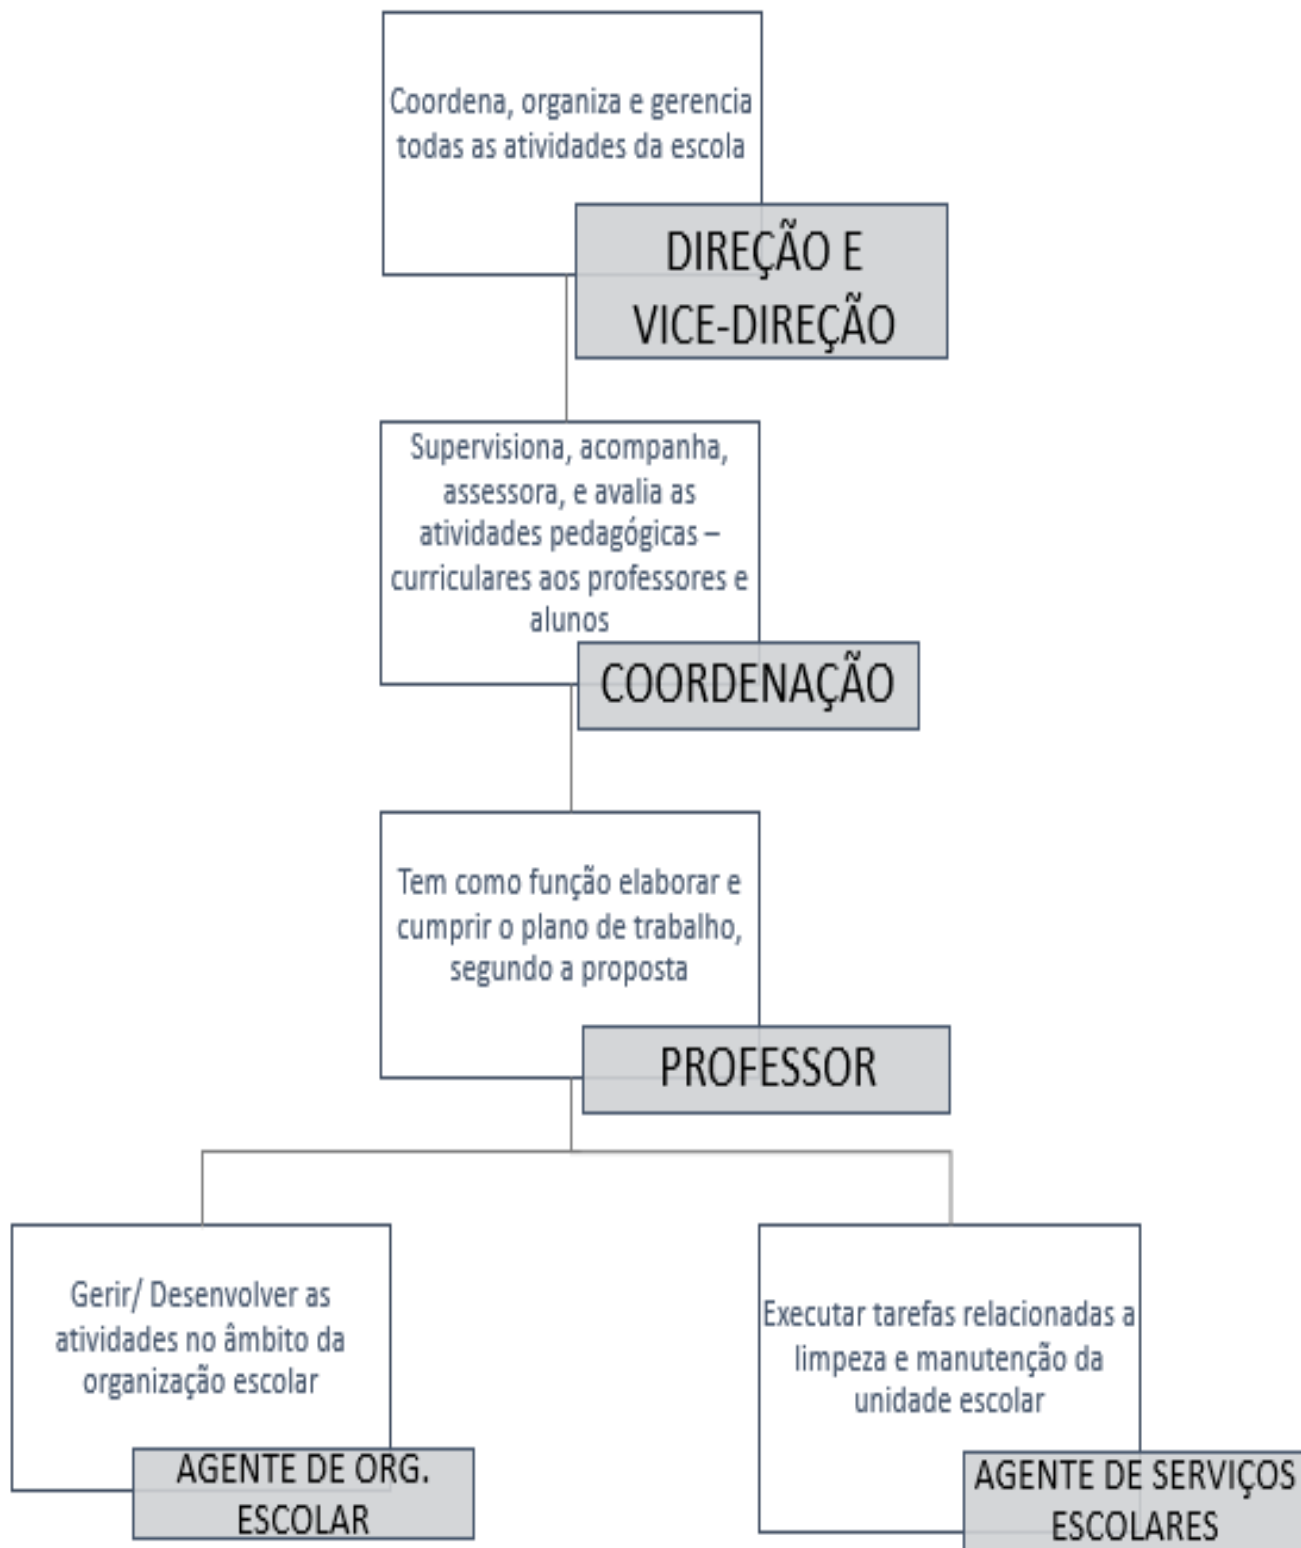 Coordena, organiza e gerencia
todas as atividades da escola
DIREÇÃO E
VICE-DIREÇÃO
Supervisiona, acompanha,
assessora, e avalia as
atividades pedagógicas –
curriculares aos professores e
alunos
COORDENAÇÃO
Tem como função elaborar e
cumprir o plano de trabalho,
segundo a proposta
PROFESSOR
Gerir/ Desenvolver as
atividades no âmbito da
organização escolar
AGENTE DE ORG.
ESCOLAR
Executar tarefas relacionadas a
limpeza e manutenção da
unidade escolar
AGENTE DE SERVIÇOS
ESCOLARES